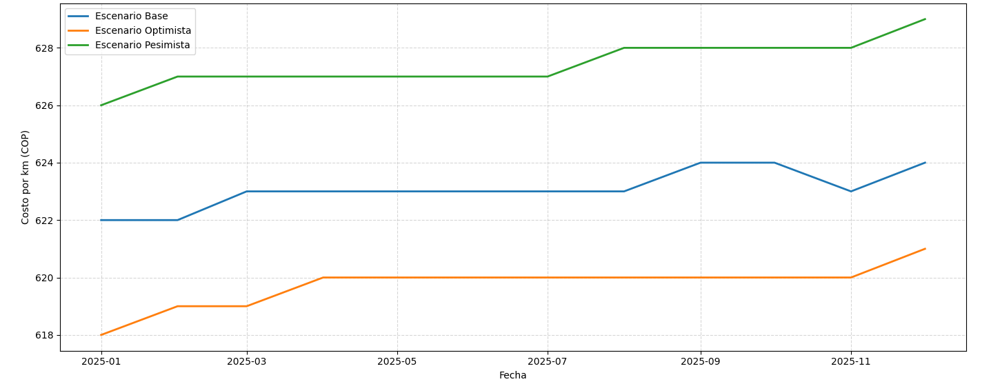 Escenario Base
Escenario Optimista
Escenario Pesimista
628
626
624
622
620
618
Costo por km (COP)
2025-01
2025-03
2025-05
2025-07
2025-09
2025-11
Fecha